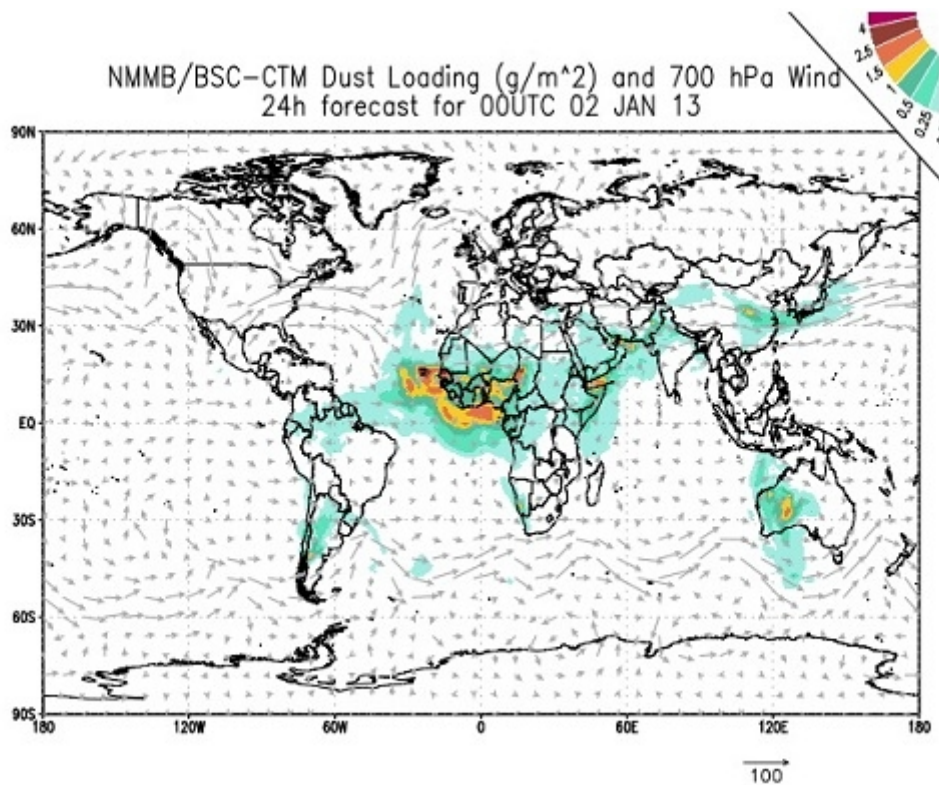 NMMB/BSC-CTM Dust Loading (g/m^2) and 700 hPa Wind
24h forecast for 00UTC 02 JAN 13
4
2.5
1.5
1
0.5
0.25
90N
60N
30N
EQ
30S
60S
90S
180 120W 60W 0 60E 120E 180
100